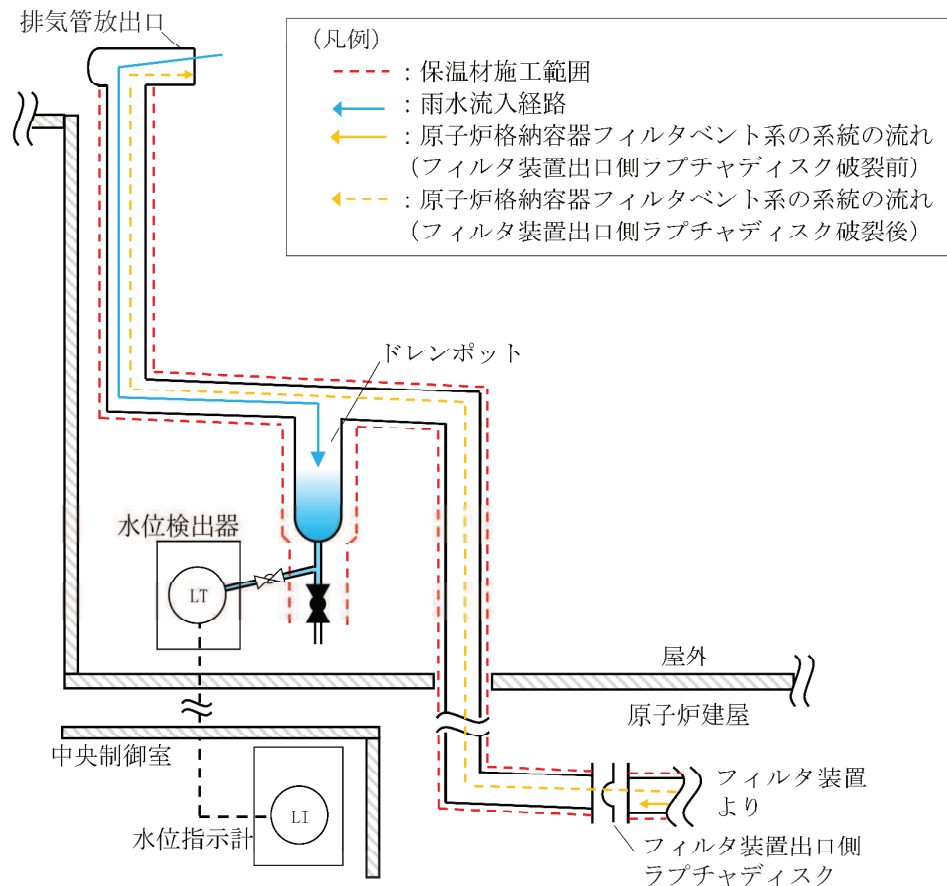 排気管放出口
（凡例）
：保温材施工範囲
：雨水流入経路
：原子炉格納容器フィルタベント系の系統の流れ
（フィルタ装置出口側ラプチャディスク破裂前）
：原子炉格納容器フィルタベント系の系統の流れ
（フィルタ装置出口側ラプチャディスク破裂後）
ドレンポット
水位検出器
LT
屋外
原子炉建屋
中央制御室
水位指示計
LI
フィルタ装置
より
フィルタ装置出口側
ラプチャディスク